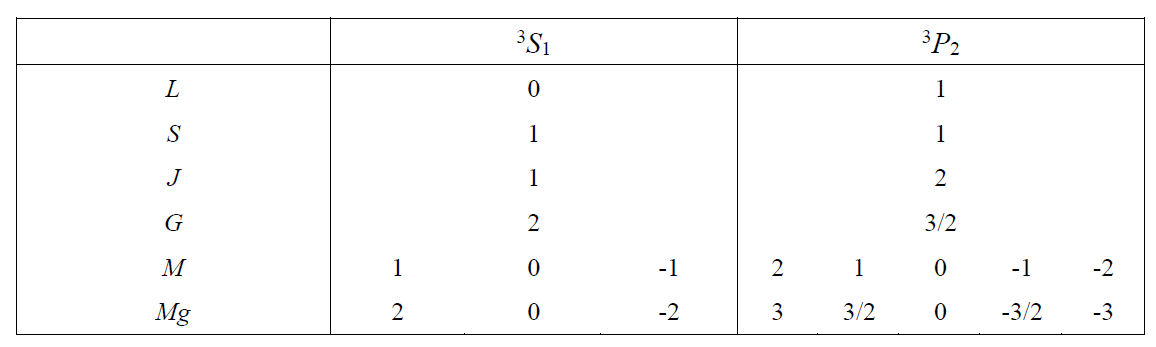 ³S₁ ³P₂
L 0 1
S 1 1
J 1 2
G 2 3/2
M 1 0 -1 2 1 0 -1 -2
Mg 2 0 -2 3 3/2 0 -3/2 -3